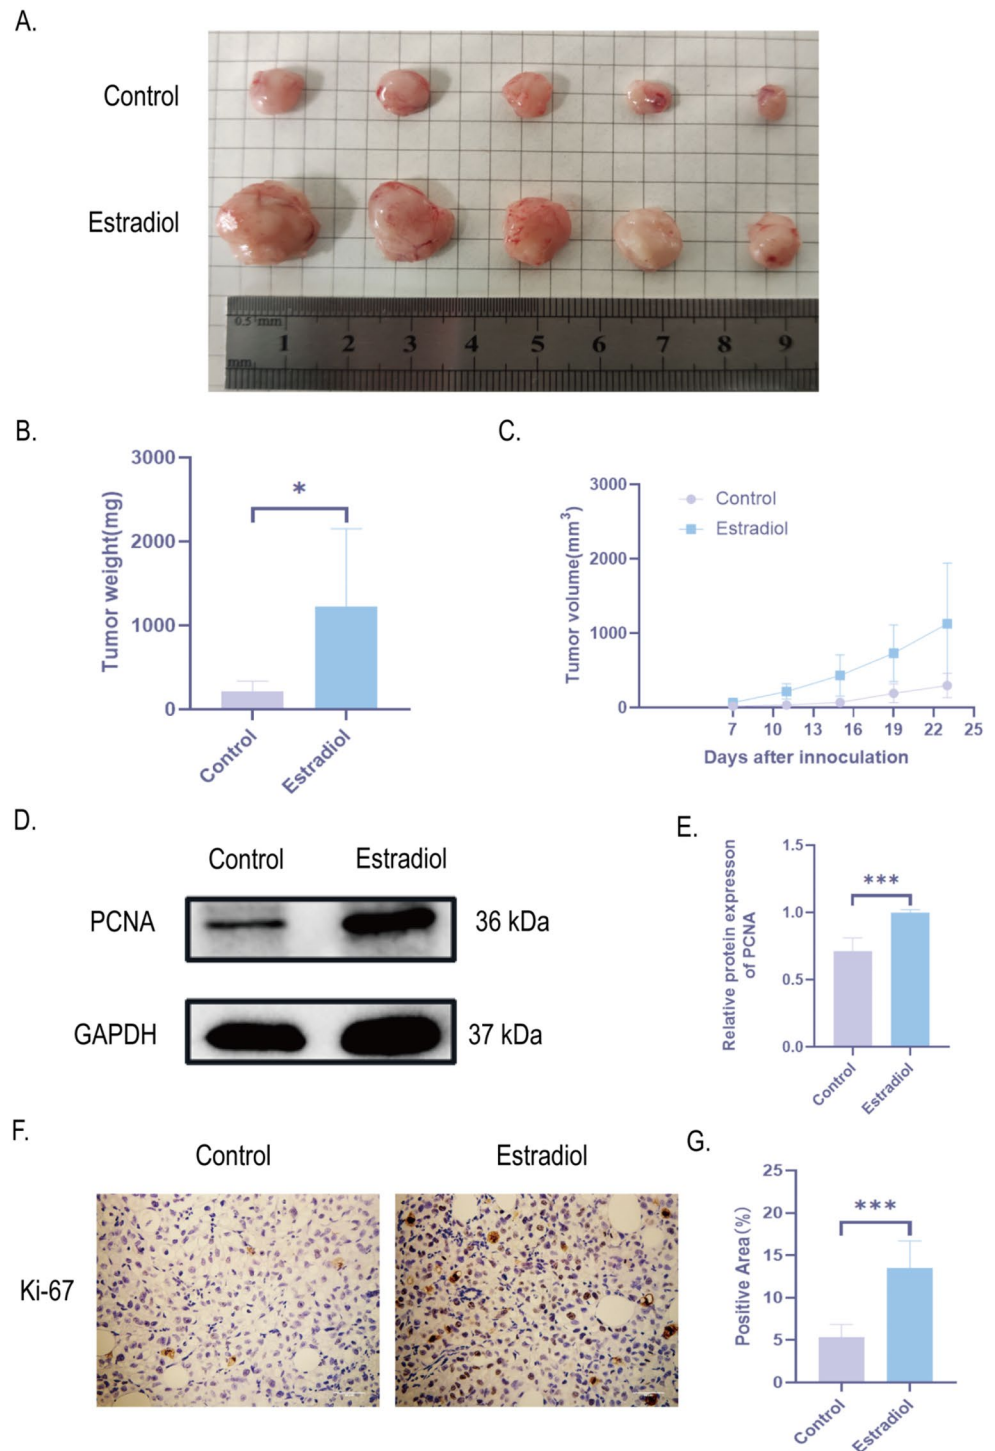 A.
Control
Estradiol
0.5 mm
1 2 3 4 5 6 7 8 9
mm
B.
3000
2000
1000
0
Tumor weight(mg)
*
Control
Estradiol
C.
3000
2000
1000
0
Tumor volume(mm3)
Control
Estradiol
7 10 13 16 19 22 25
Days after innoculation
D.
Control Estradiol
PCNA 36 kDa
GAPDH 37 kDa
E.
1.5
1.0
0.5
0.0
Relative protein expresson
of PCNA
***
Control
Estradiol
F.
Control Estradiol
Ki-67
G.
25
20
15
10
5
0
Positive Area(%)
***
Control
Estradiol